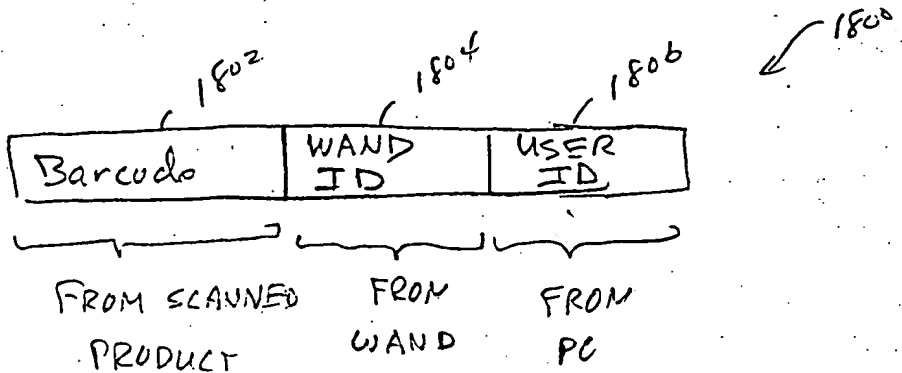 1800
1802 1804 1806
Barcode WAND ID USER ID
FROM SCANNED PRODUCT
FROM WAND
FROM PC